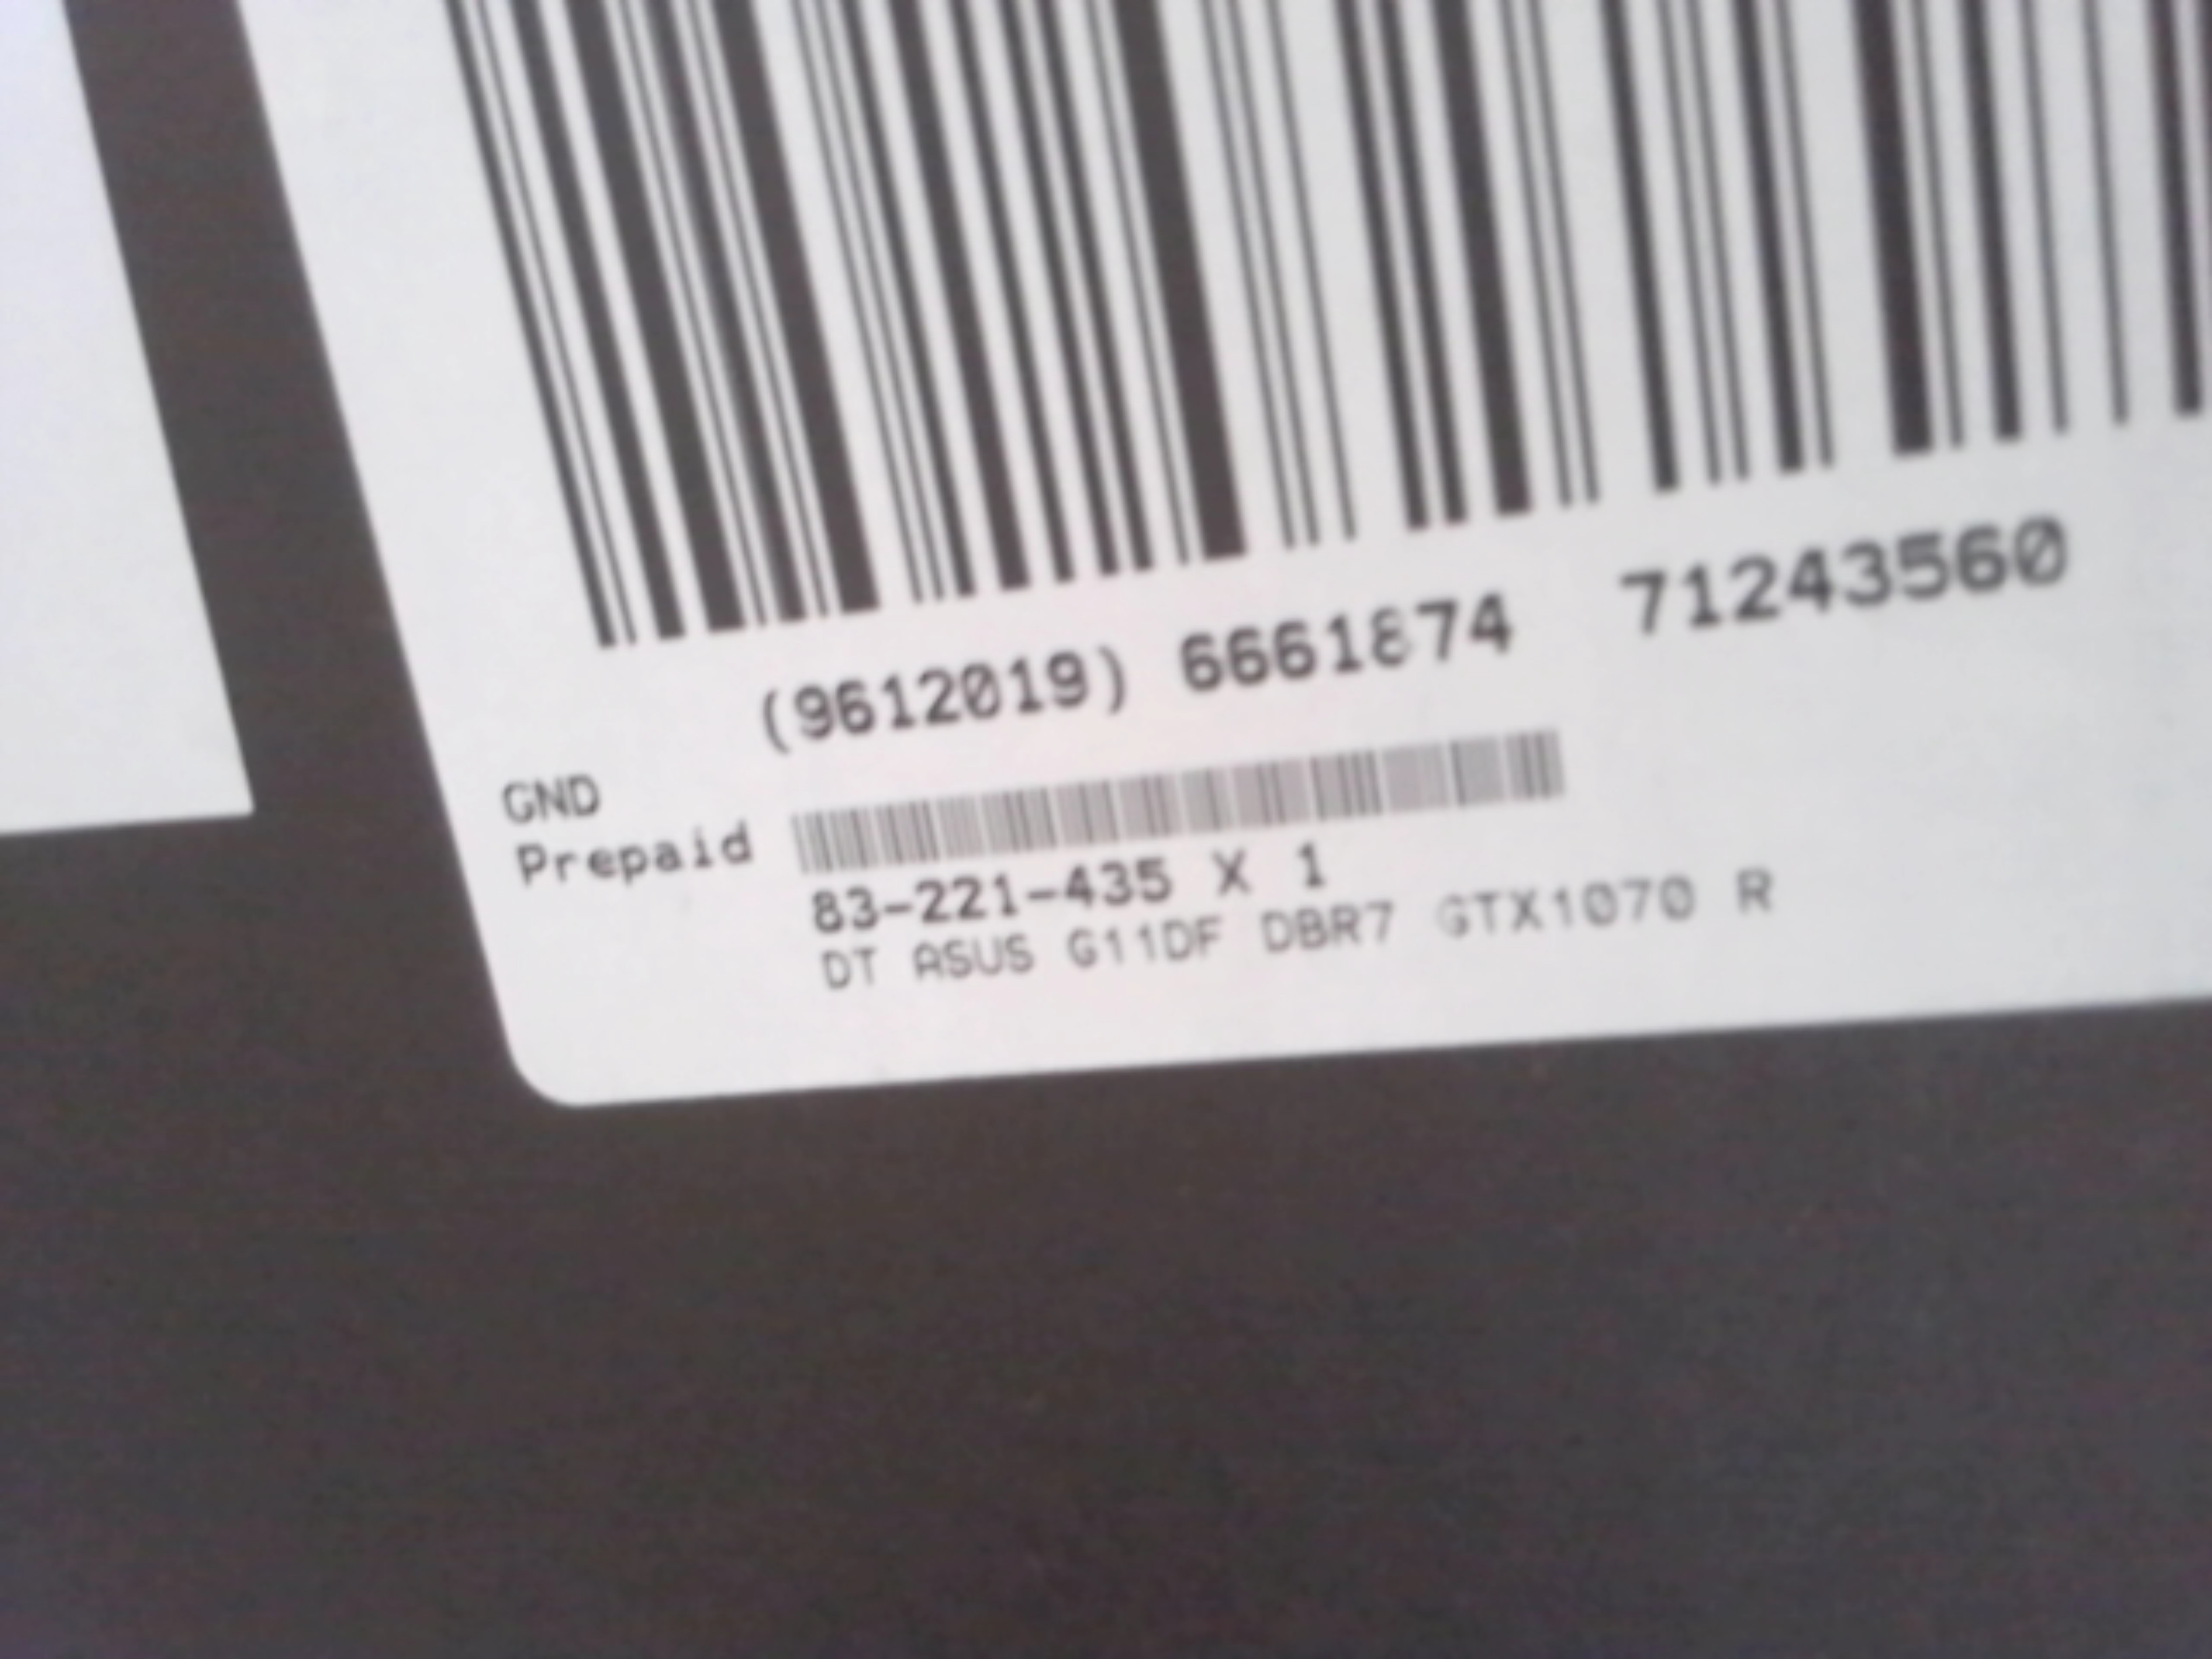 (9612019) 6661874 71243560
GND
Prepaid
83-221-435 X 1
DT ASUS G11DF DBR7 GTX1070 R